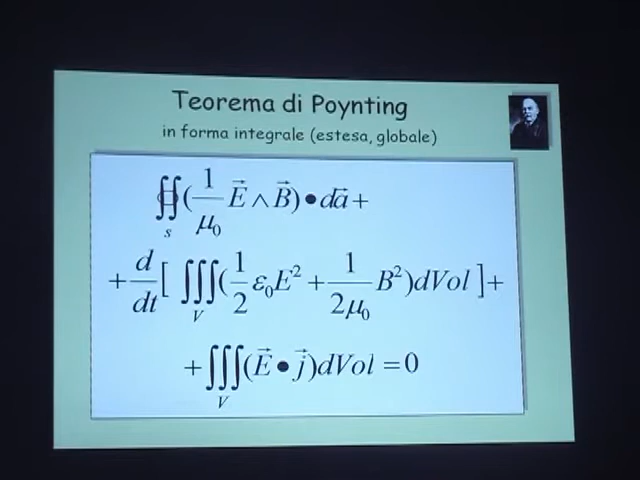 Teorema di Poynting
in forma integrale (estesa, globale)
∯_s (1/μ₀ E⃗ ∧ B⃗) • da⃗ +
+ d/dt [ ∭_V (1/2 ε₀E² + 1/2μ₀ B²)dVol ] +
+ ∭_V (E⃗ • j⃗)dVol = 0